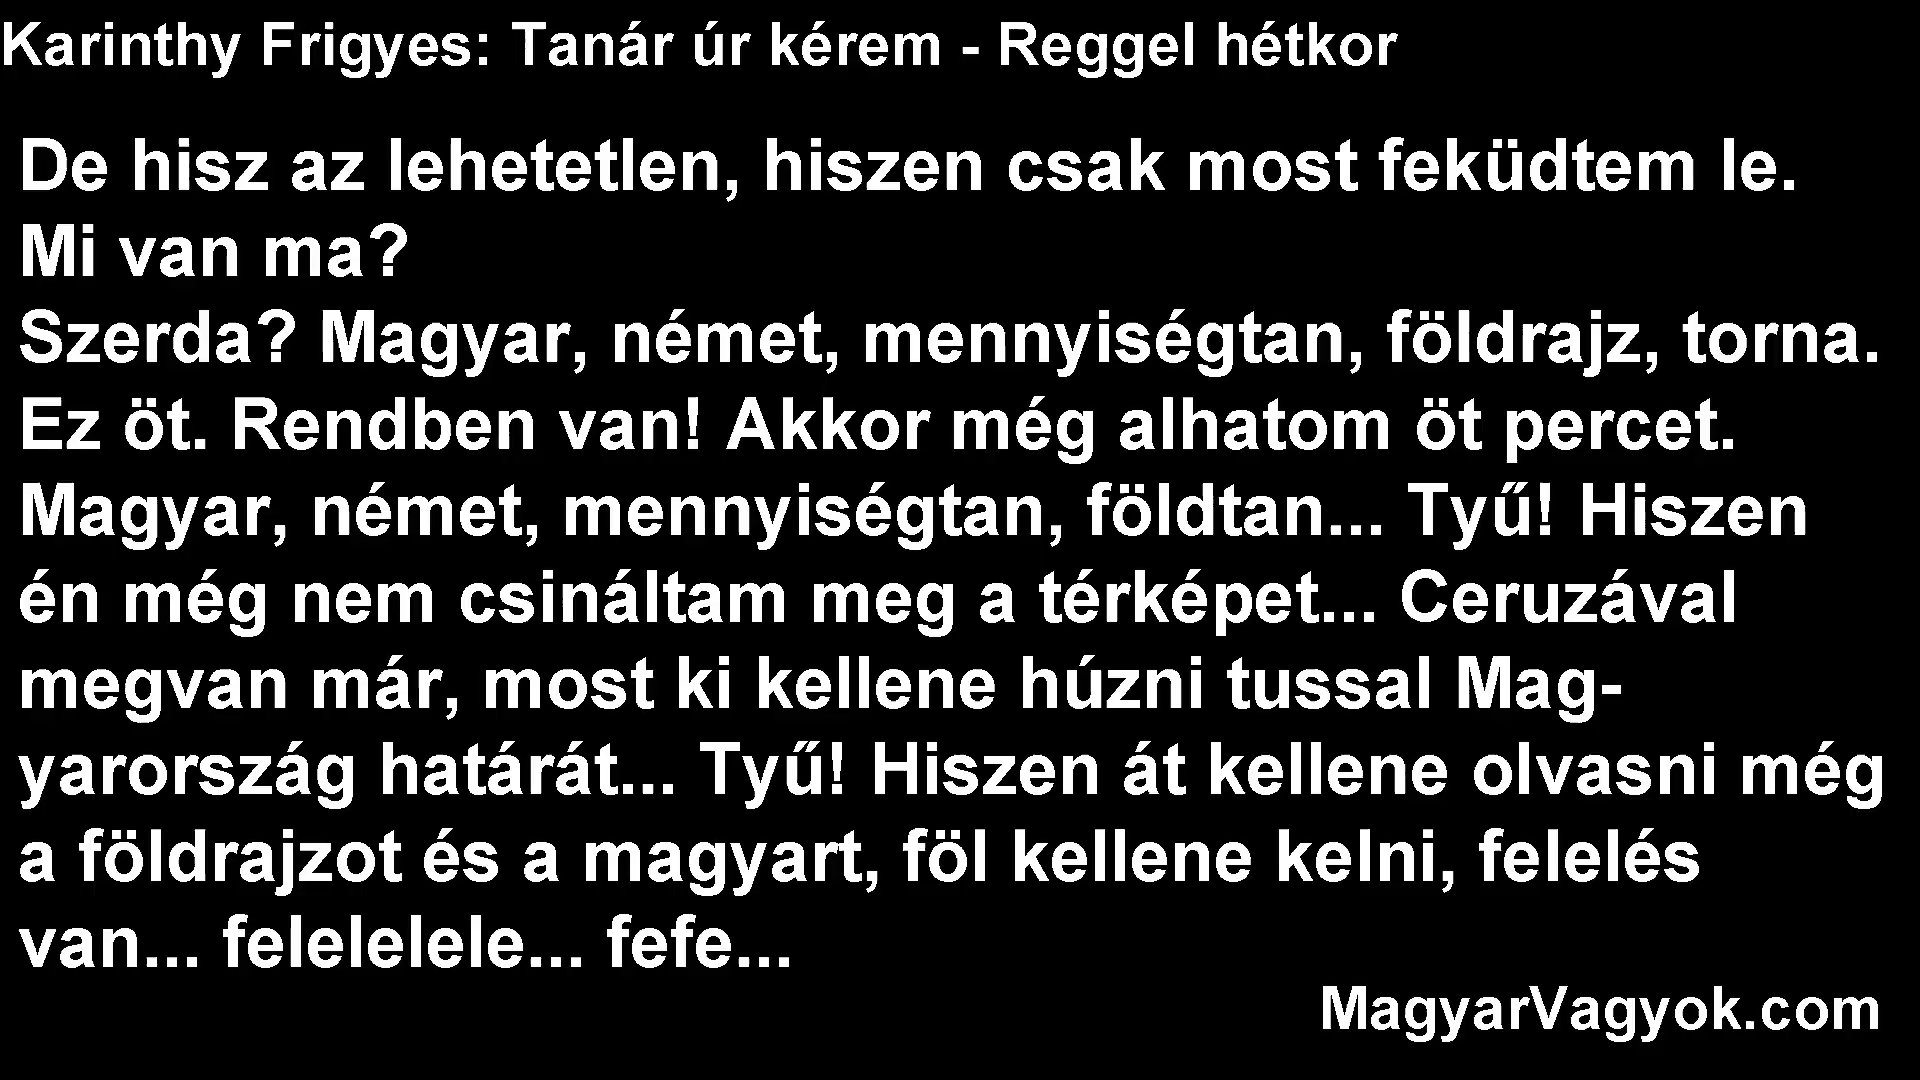 Karinthy Frigyes: Tanár úr kérem - Reggel hétkor
De hisz az lehetetlen, hiszen csak most feküdtem le.
Mi van ma?
Szerda? Magyar, német, mennyiségtan, földrajz, torna.
Ez öt. Rendben van! Akkor még alhatom öt percet.
Magyar, német, mennyiségtan, földtan... Tyű! Hiszen
én még nem csináltam meg a térképet... Ceruzával
megvan már, most ki kellene húzni tussal Mag-
yarország határát... Tyű! Hiszen át kellene olvasni még
a földrajzot és a magyart, föl kellene kelni, felelés
van... felelelele... fefe...
MagyarVagyok.com